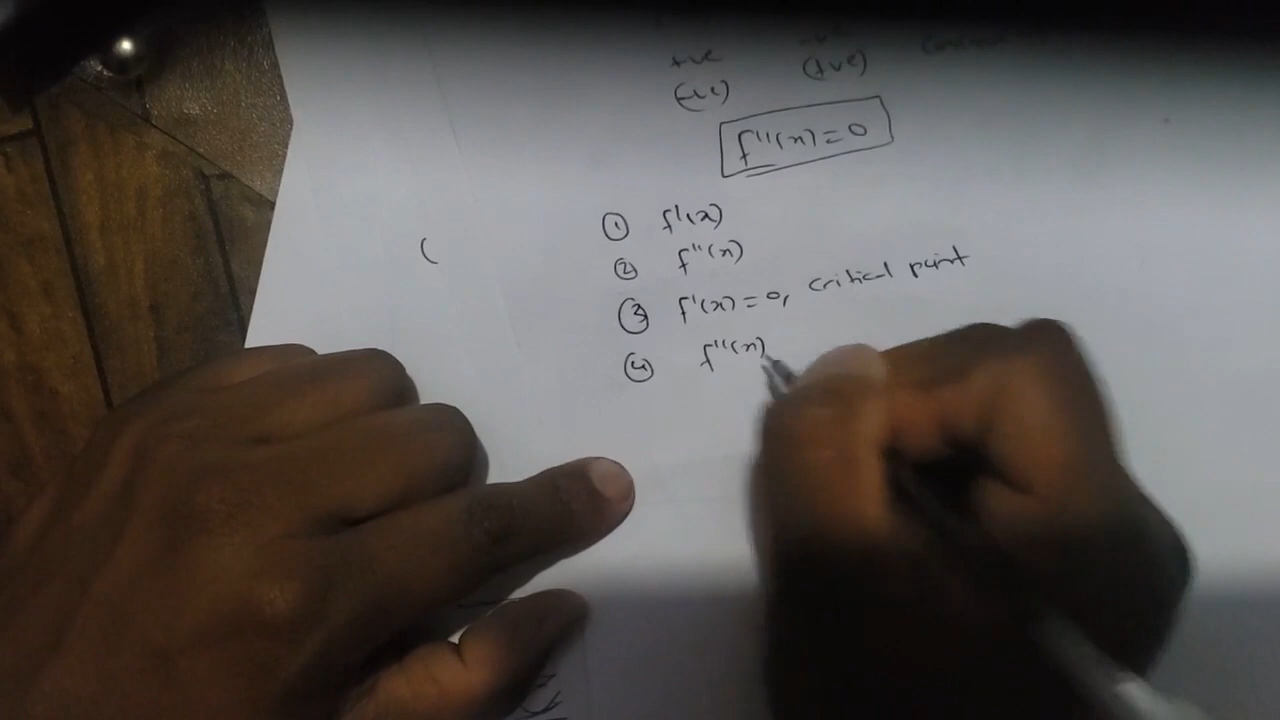 +ve (+ve)
(-ve)
f''(x) = 0
① f'(x)
② f''(x)
(
③ f'(x) = 0, critical point
④ f''(x)